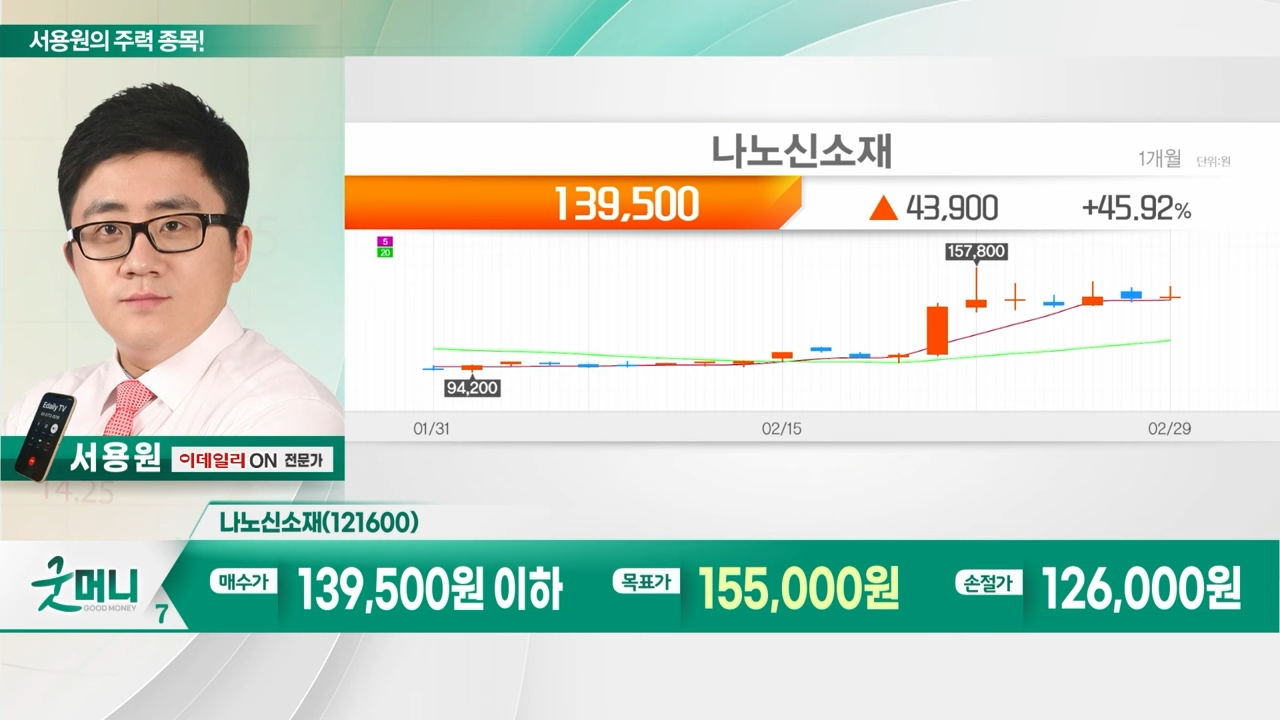 서용원의 주력 종목!
나노신소재
1개월 단위:원
139,500 ▲ 43,900 +45.92%
5
20
157,800
94,200
01/31 02/15 02/29
Edaily TV
서용원 이데일리 ON 전문가
14.25
나노신소재(121600)
굿머니 GOOD MONEY 7
매수가 139,500원 이하 목표가 155,000원 손절가 126,000원